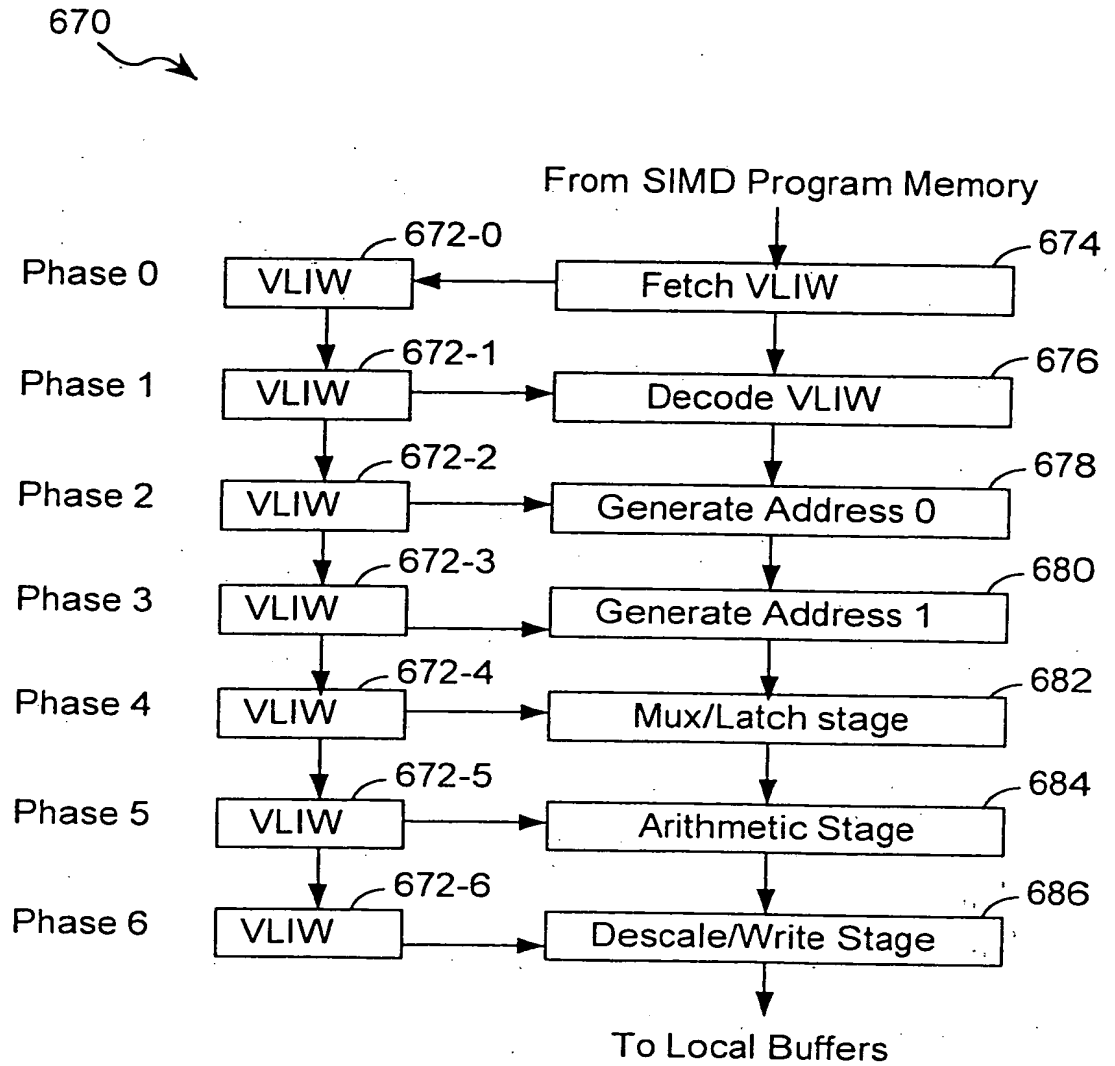 670
From SIMD Program Memory
672-0
674
Phase 0
VLIW
Fetch VLIW
672-1
676
Phase 1
VLIW
Decode VLIW
672-2
678
Phase 2
VLIW
Generate Address 0
672-3
680
Phase 3
VLIW
Generate Address 1
672-4
682
Phase 4
VLIW
Mux/Latch stage
672-5
684
Phase 5
VLIW
Arithmetic Stage
672-6
686
Phase 6
VLIW
Descale/Write Stage
To Local Buffers